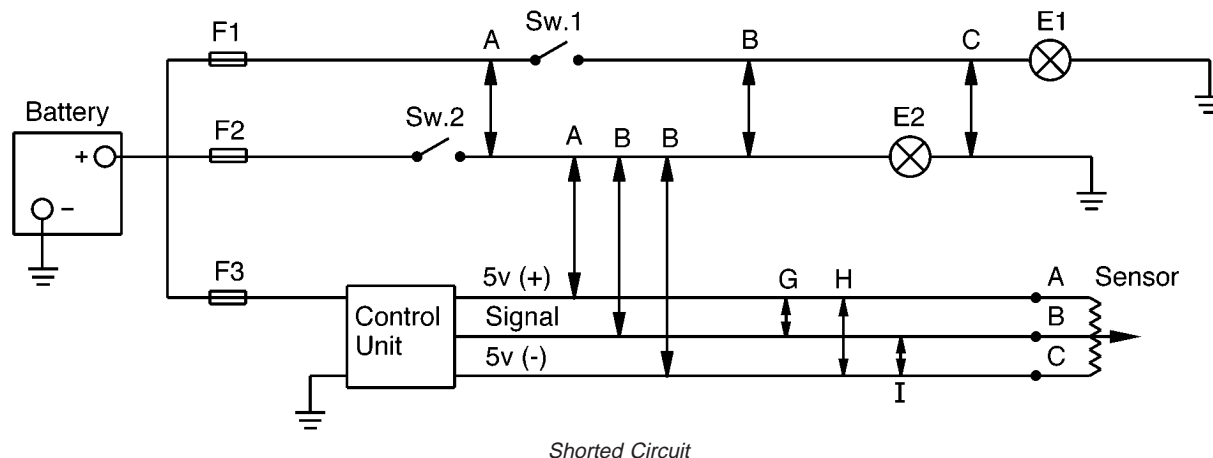 F1
A
Sw.1
B
C
E1
Battery
+
−
F2
Sw.2
A
B
B
E2
F3
5v (+)
G
H
A
Sensor
Control
Unit
Signal
B
5v (-)
C
I
Shorted Circuit